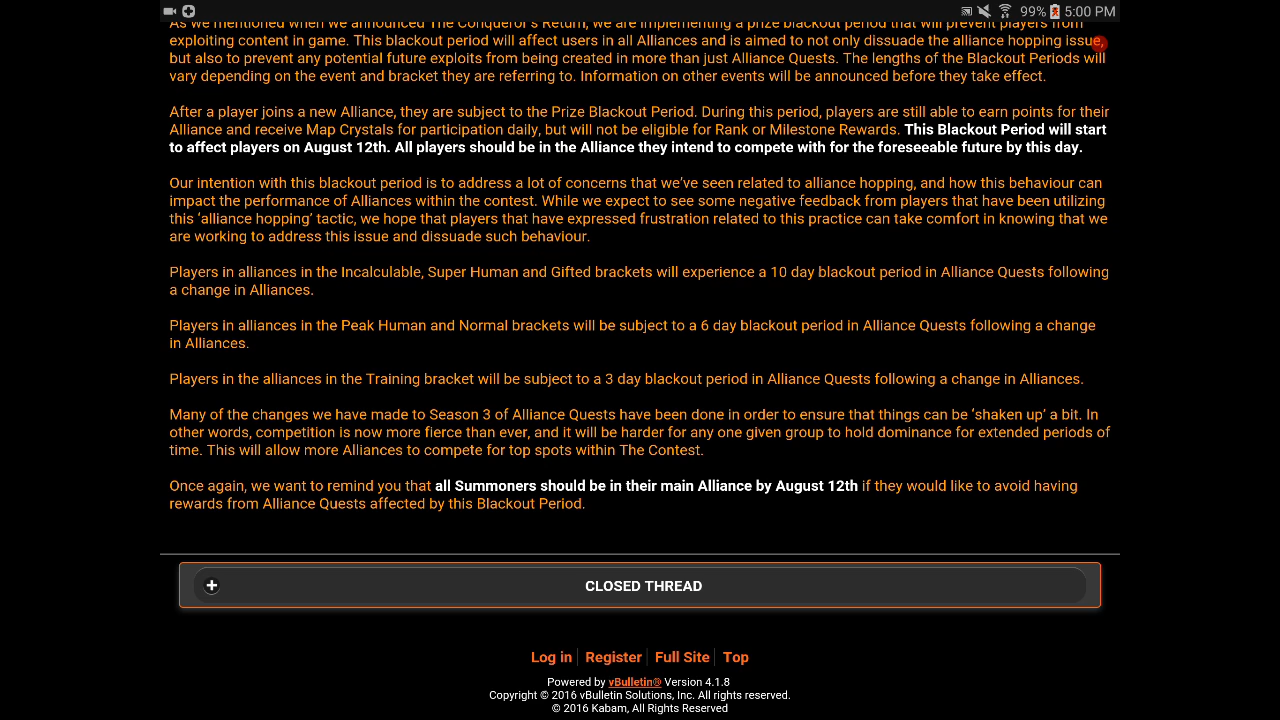 99% 5:00 PM
As we mentioned when we announced The Conqueror's Return, we are implementing a prize blackout period that will prevent players from
exploiting content in game. This blackout period will affect users in all Alliances and is aimed to not only dissuade the alliance hopping issue,
but also to prevent any potential future exploits from being created in more than just Alliance Quests. The lengths of the Blackout Periods will
vary depending on the event and bracket they are referring to. Information on other events will be announced before they take effect.
After a player joins a new Alliance, they are subject to the Prize Blackout Period. During this period, players are still able to earn points for their
Alliance and receive Map Crystals for participation daily, but will not be eligible for Rank or Milestone Rewards. This Blackout Period will start
to affect players on August 12th. All players should be in the Alliance they intend to compete with for the foreseeable future by this day.
Our intention with this blackout period is to address a lot of concerns that we've seen related to alliance hopping, and how this behaviour can
impact the performance of Alliances within the contest. While we expect to see some negative feedback from players that have been utilizing
this ‘alliance hopping’ tactic, we hope that players that have expressed frustration related to this practice can take comfort in knowing that we
are working to address this issue and dissuade such behaviour.
Players in alliances in the Incalculable, Super Human and Gifted brackets will experience a 10 day blackout period in Alliance Quests following
a change in Alliances.
Players in alliances in the Peak Human and Normal brackets will be subject to a 6 day blackout period in Alliance Quests following a change
in Alliances.
Players in the alliances in the Training bracket will be subject to a 3 day blackout period in Alliance Quests following a change in Alliances.
Many of the changes we have made to Season 3 of Alliance Quests have been done in order to ensure that things can be ‘shaken up’ a bit. In
other words, competition is now more fierce than ever, and it will be harder for any one given group to hold dominance for extended periods of
time. This will allow more Alliances to compete for top spots within The Contest.
Once again, we want to remind you that all Summoners should be in their main Alliance by August 12th if they would like to avoid having
rewards from Alliance Quests affected by this Blackout Period.
CLOSED THREAD
Log in Register Full Site Top
Powered by vBulletin® Version 4.1.8
Copyright © 2016 vBulletin Solutions, Inc. All rights reserved.
© 2016 Kabam, All Rights Reserved